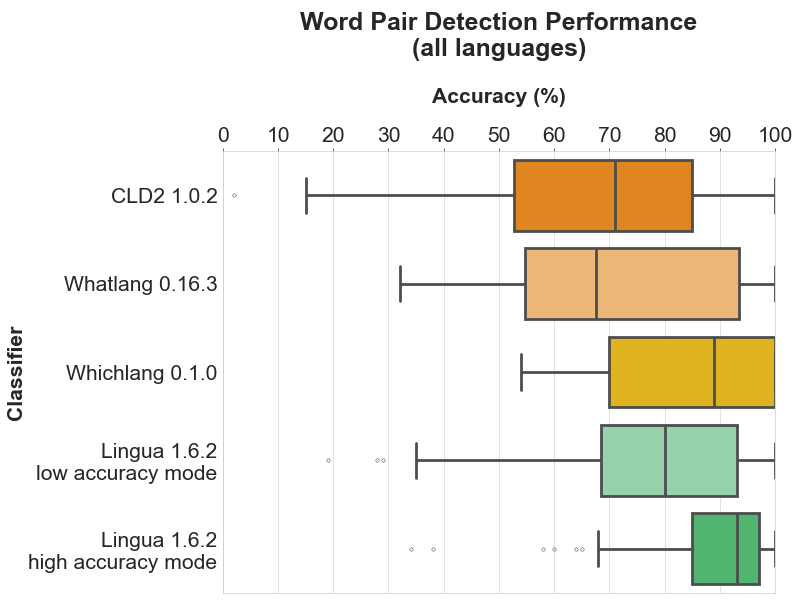 Word Pair Detection Performance
(all languages)
Accuracy (%)
0 10 20 30 40 50 60 70 80 90 100
Classifier
CLD2 1.0.2
Whatlang 0.16.3
Whichlang 0.1.0
Lingua 1.6.2
low accuracy mode
Lingua 1.6.2
high accuracy mode